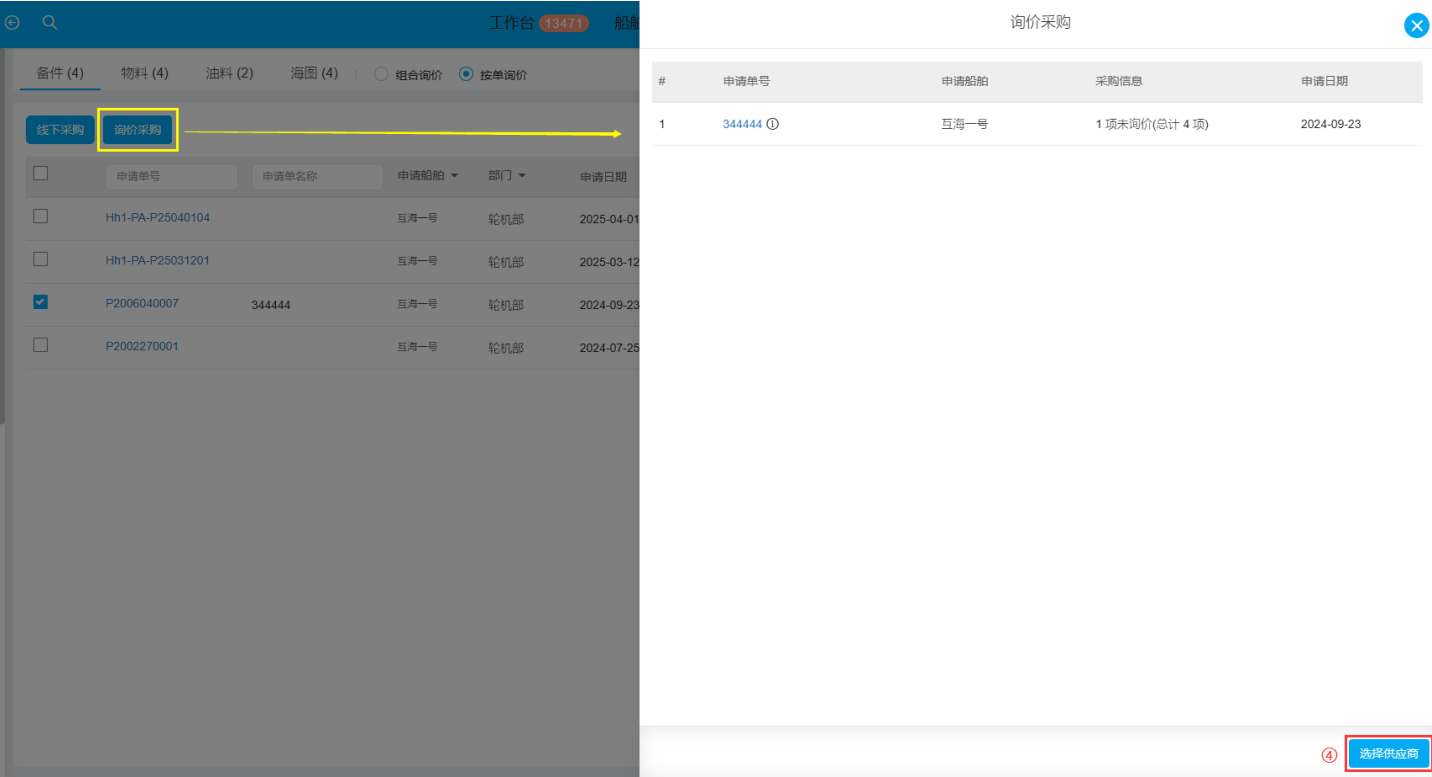 工作台 13471 船舶
备件 (4) 物料 (4) 油料 (2) 海图 (4) | 组合询价 按单询价
线下采购 询价采购
申请单号 申请单名称 申请船舶 部门 申请日期
Hh1-PA-P25040104 互海一号 轮机部 2025-04-01
Hh1-PA-P25031201 互海一号 轮机部 2025-03-12
P2006040007 344444 互海一号 轮机部 2024-09-23
P2002270001 互海一号 轮机部 2024-07-25
询价采购
# 申请单号 申请船舶 采购信息 申请日期
1 344444 互海一号 1 项未询价(总计 4 项) 2024-09-23
④ 选择供应商